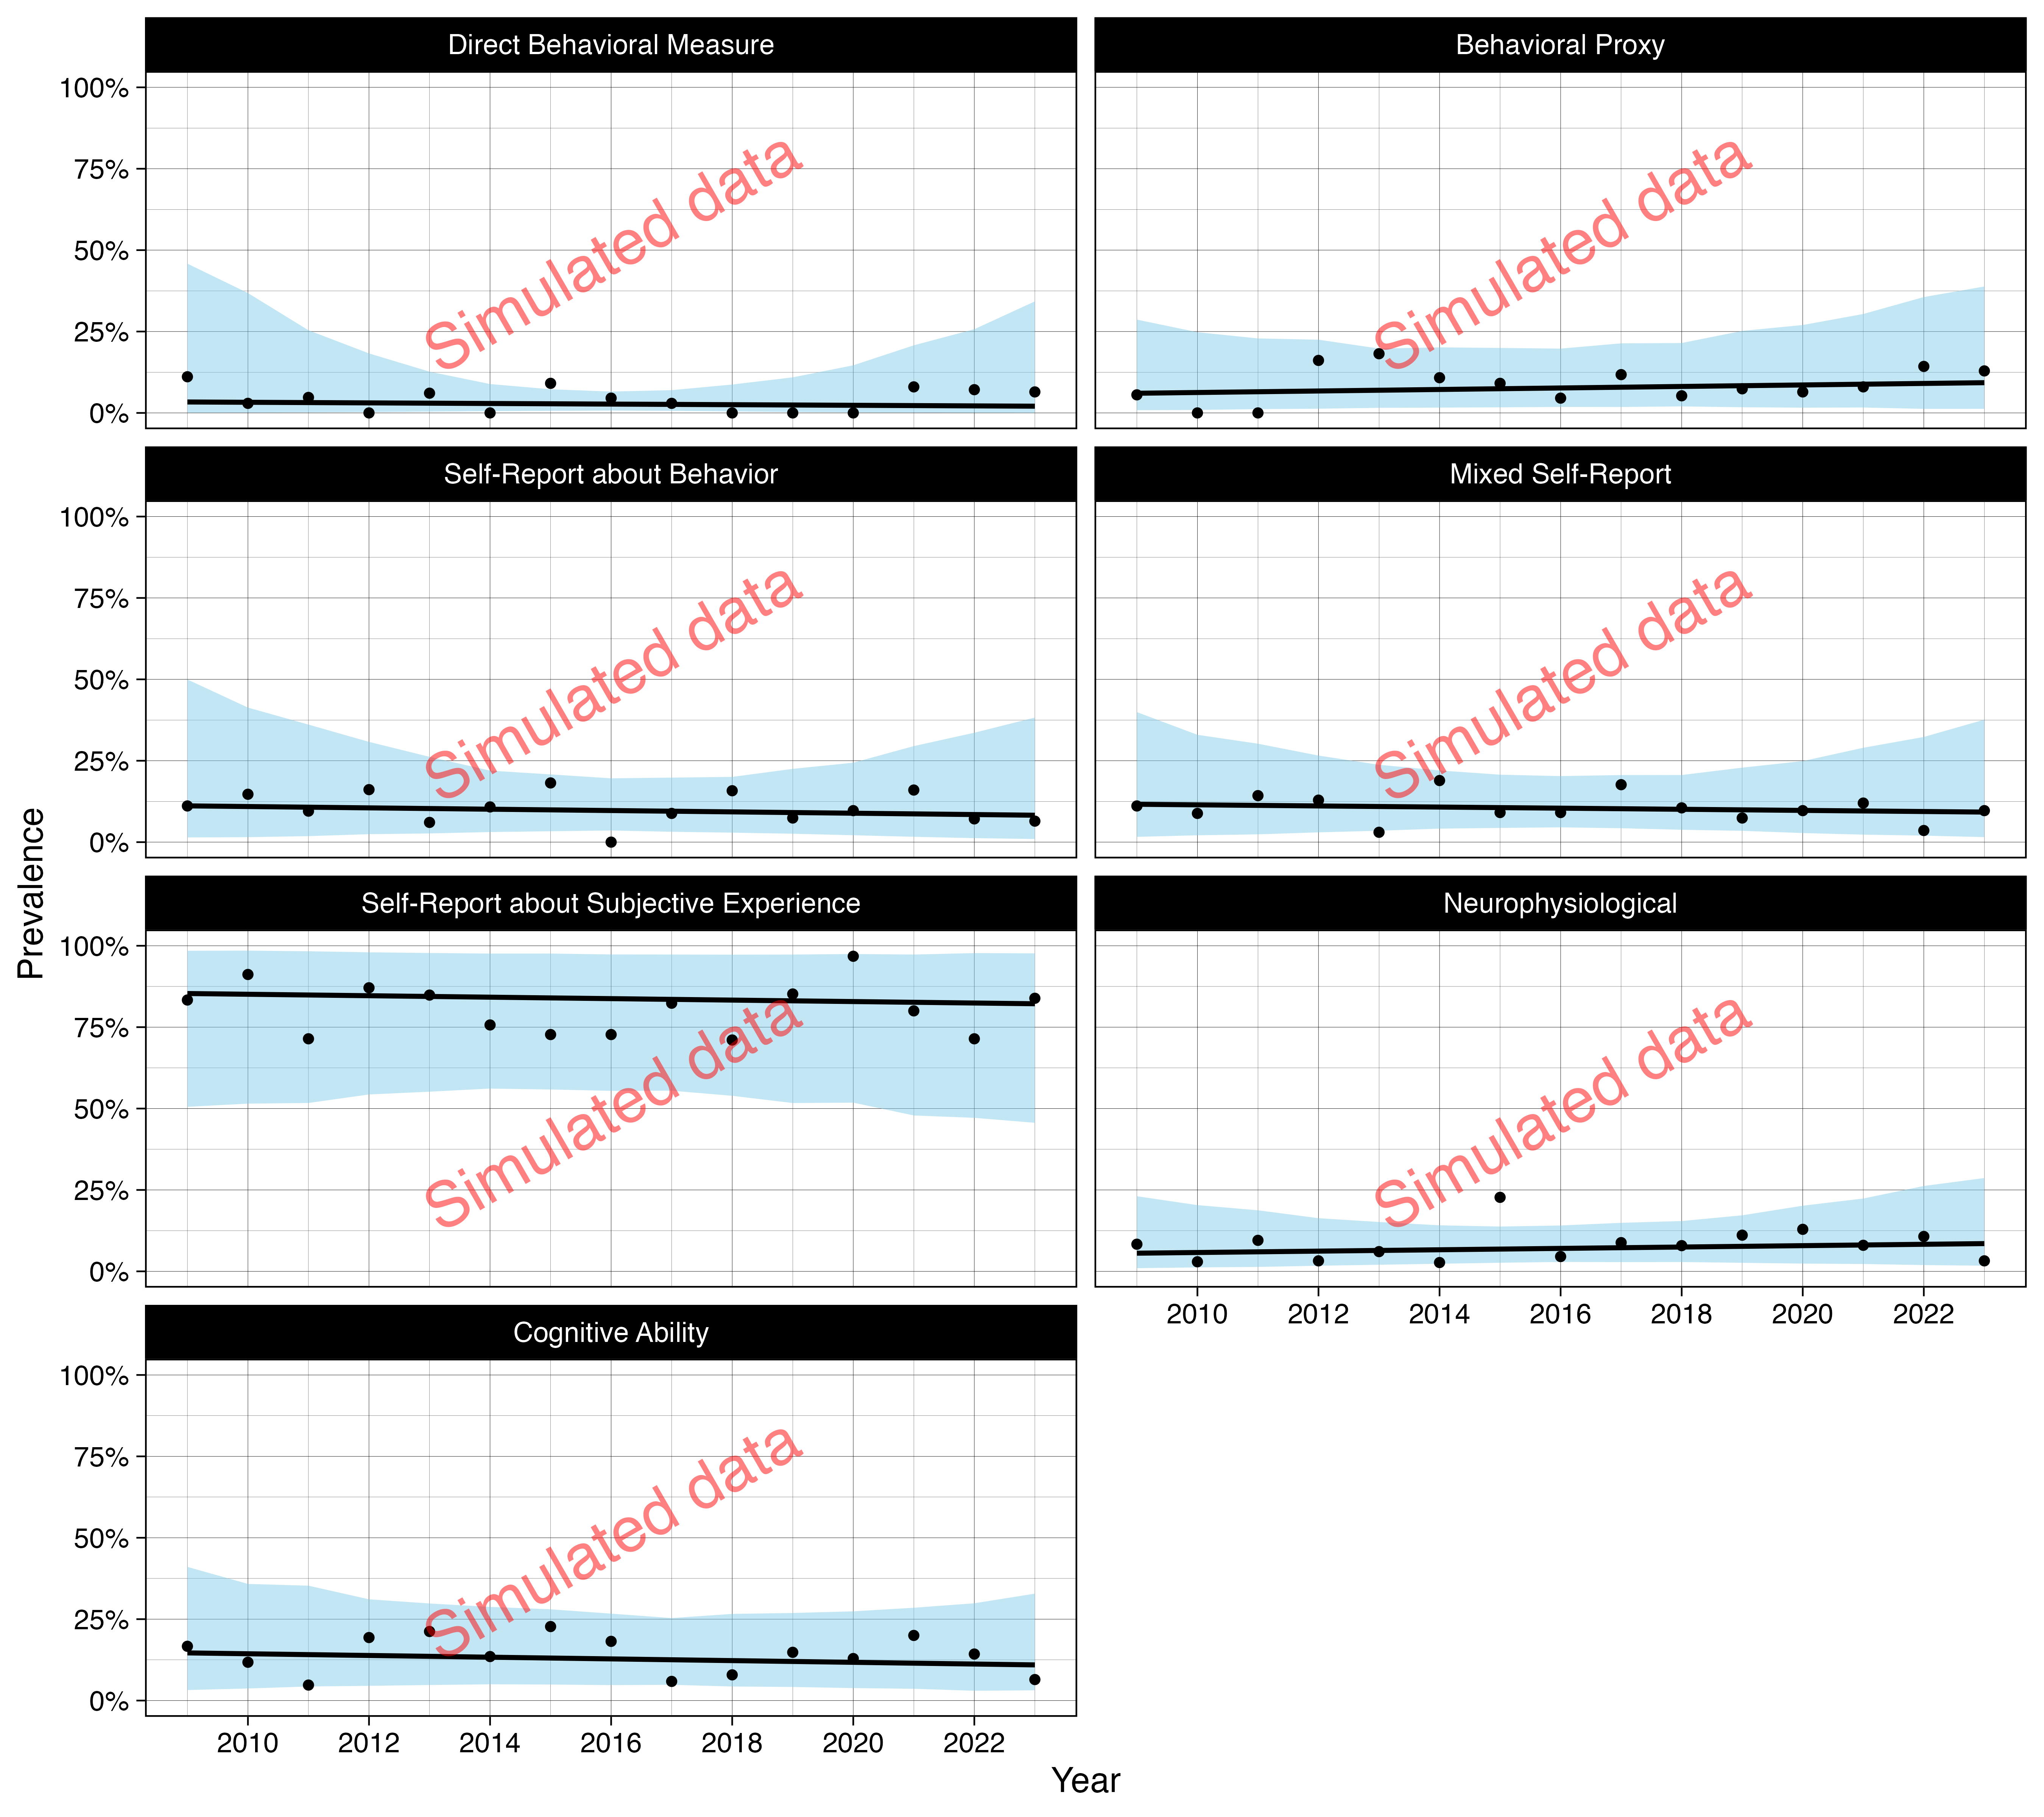 Direct Behavioral Measure
Behavioral Proxy
100%
75%
50%
25%
0%
Simulated data
Simulated data
Self-Report about Behavior
Mixed Self-Report
100%
75%
50%
25%
0%
Simulated data
Simulated data
Prevalence
Self-Report about Subjective Experience
Neurophysiological
100%
75%
50%
25%
0%
Simulated data
Simulated data
2010 2012 2014 2016 2018 2020 2022
Cognitive Ability
100%
75%
50%
25%
0%
Simulated data
2010 2012 2014 2016 2018 2020 2022
Year